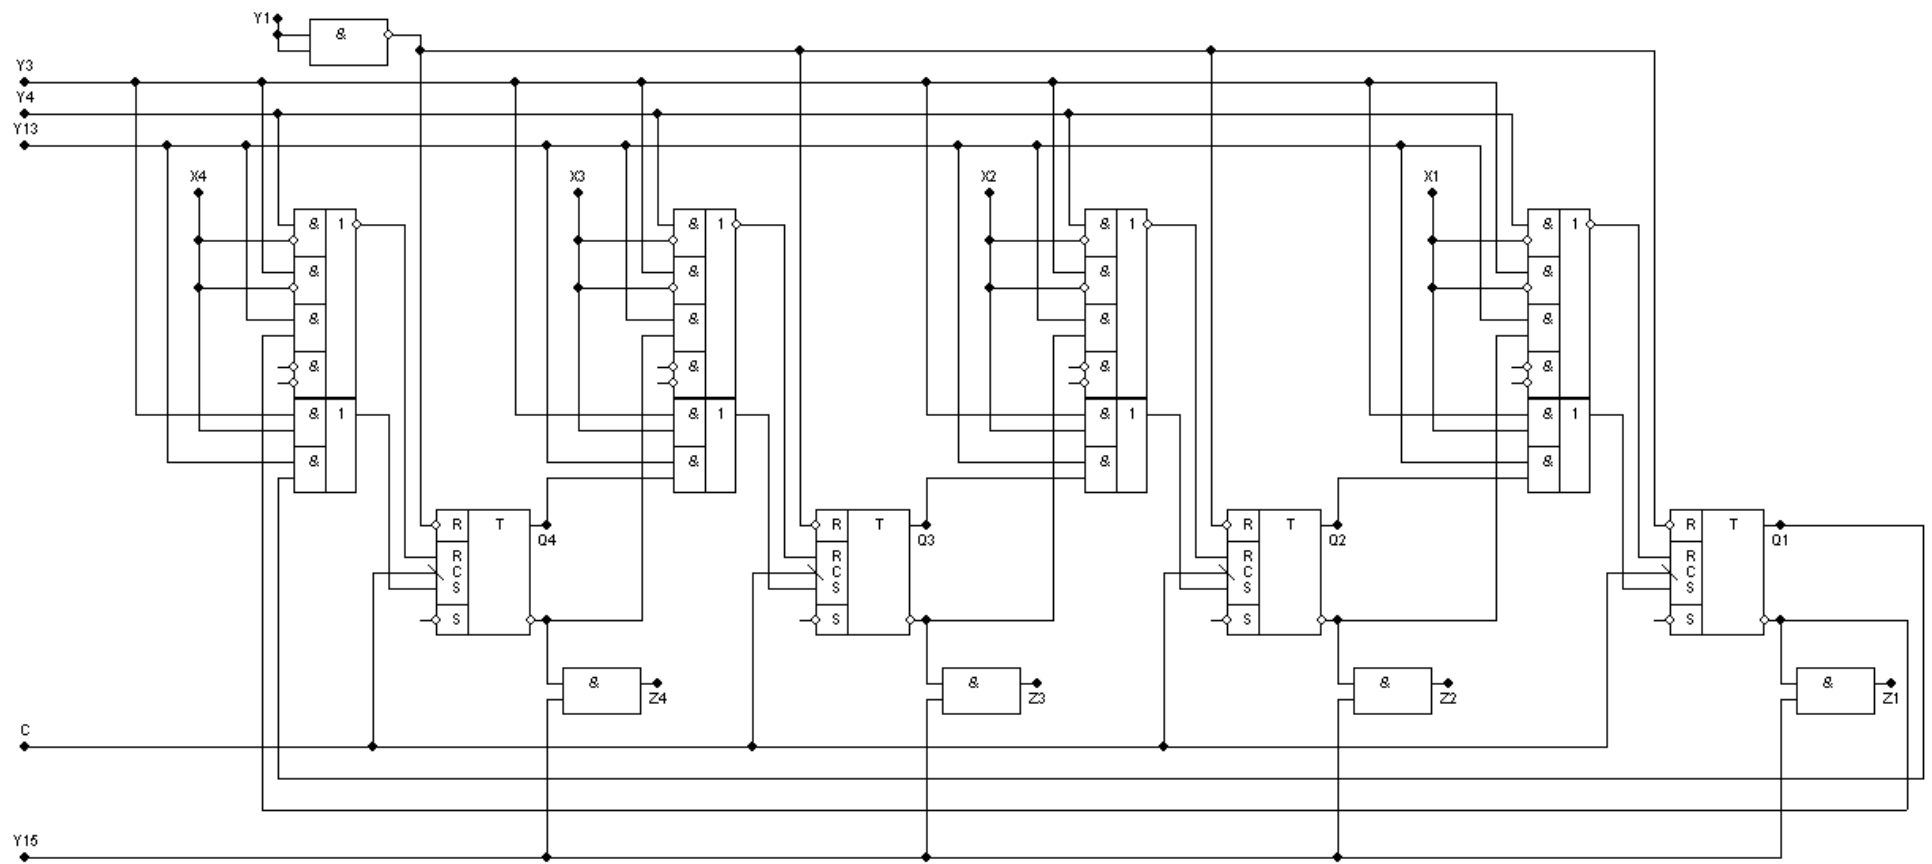 Y1
&
Y3
Y4
Y13
X4 X3 X2 X1
& 1 & 1 & 1 & 1
& & & &
& & & &
& & & &
& 1 & 1 & 1 & 1
& & & &
R T R T R T R T
Q4 Q3 Q2 Q1
R R R R
C C C C
S S S S
S S S S
& & & &
Z4 Z3 Z2 Z1
C
Y15